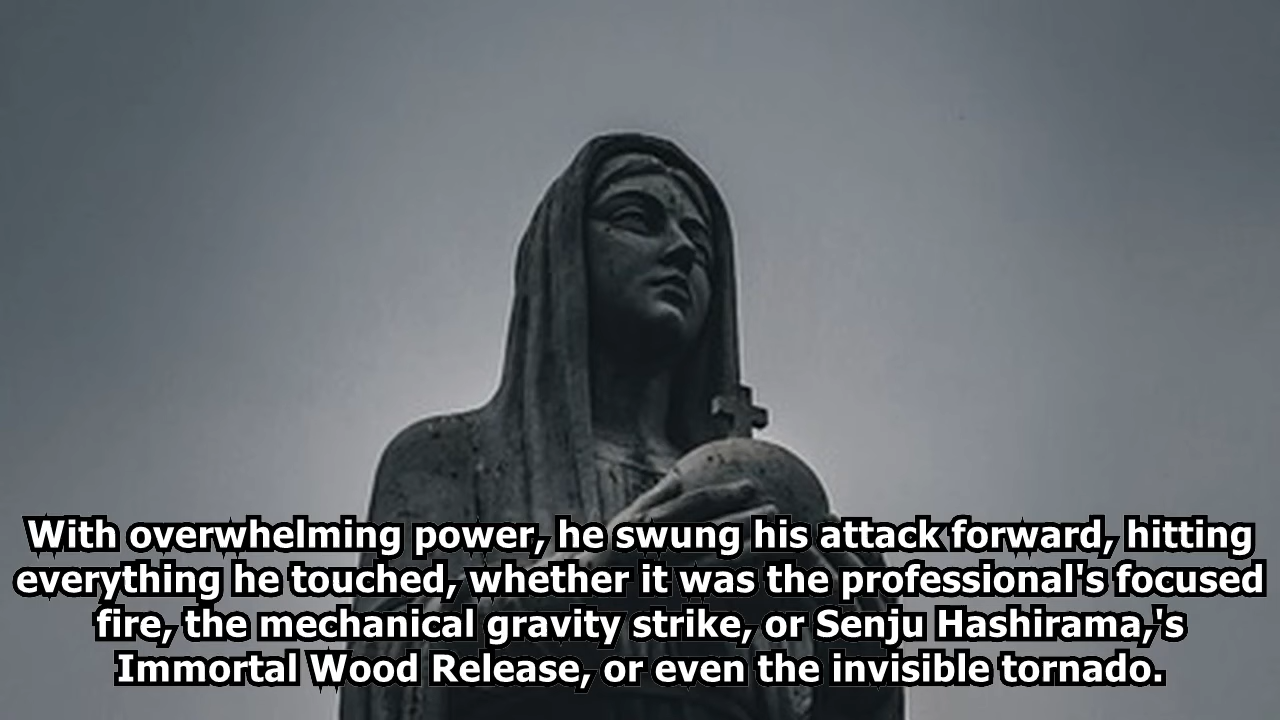 With overwhelming power, he swung his attack forward, hitting
everything he touched, whether it was the professional's focused
fire, the mechanical gravity strike, or Senju Hashirama,'s
Immortal Wood Release, or even the invisible tornado.